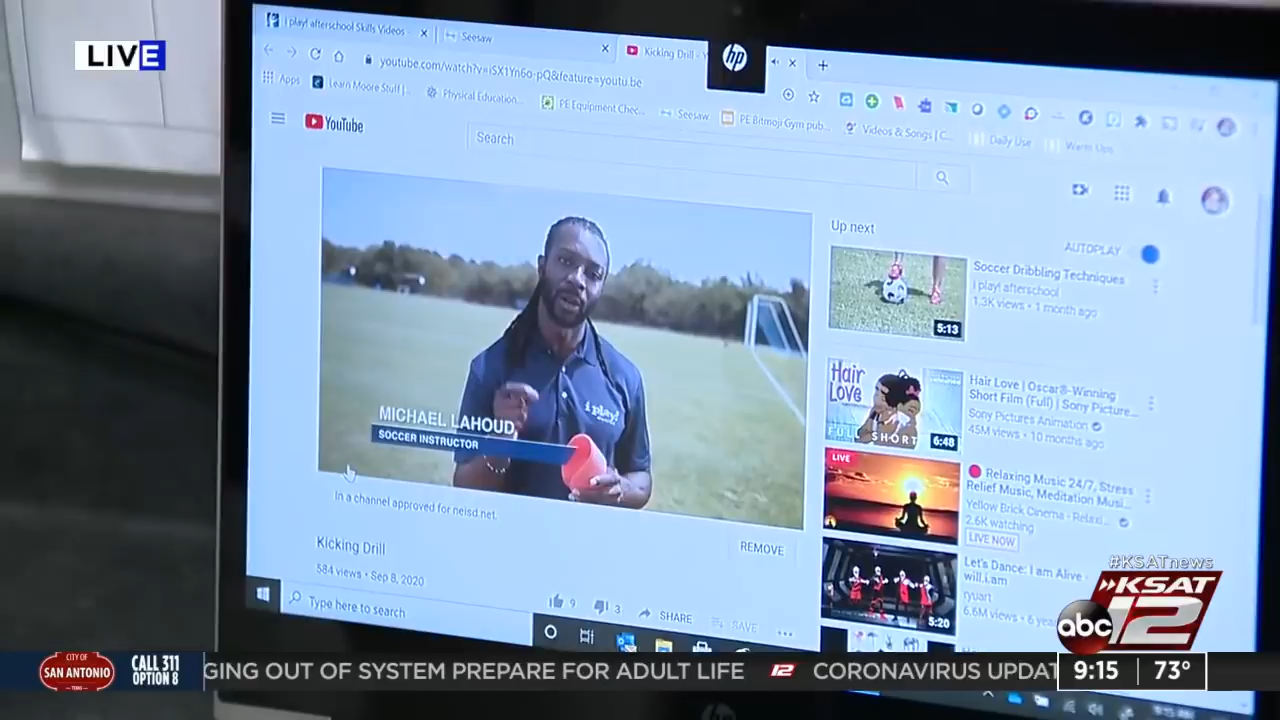 LIVE
i play! afterschool Skills Videos
Seesaw
Kicking Drill -
hp
youtube.com/watch?v=iSX1Yn6o-pQ&feature=youtu.be
Apps
Learn Moore Stuff |
Physical Education...
PE Equipment Chec...
Seesaw
PE Bitmoji Gym pub...
Videos & Songs | C...
Daily Use
Warm Ups
YouTube
Search
Up next
AUTOPLAY
Soccer Dribbling Techniques
i play! afterschool
1.3K views • 1 month ago
5:13
i play!
MICHAEL LAHOUD
SOCCER INSTRUCTOR
Hair
LOVE
FULL SHORT
6:48
Hair Love | Oscar®-Winning
Short Film (Full) | Sony Picture...
Sony Pictures Animation
45M views • 10 months ago
LIVE
Relaxing Music 24/7, Stress
Relief Music, Meditation Musi...
Yellow Brick Cinema - Relaxi...
2.6K watching
LIVE NOW
In a channel approved for neisd.net.
REMOVE
Kicking Drill
584 views • Sep 8, 2020
9
3
SHARE
SAVE
Let's Dance: I am Alive -
will.i.am
ryuart
6.6M views • 6 yea
5:20
Type here to search
#KSATnews
KSAT
abc 12
CITY OF
SAN ANTONIO
TEXAS
CALL 311
OPTION 8
GING OUT OF SYSTEM PREPARE FOR ADULT LIFE 12 CORONAVIRUS UPDAT
9:15 73°